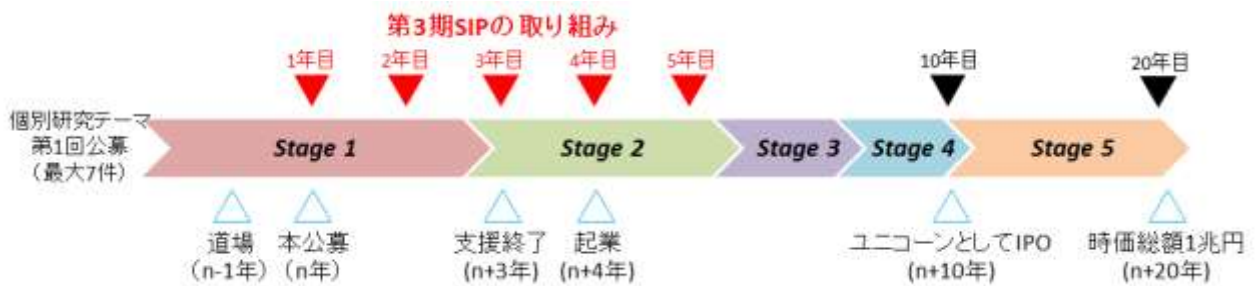 第3期SIPの取り組み
1年目
2年目
3年目
4年目
5年目
10年目
20年目
個別研究テーマ
第1回公募
（最大7件）
Stage 1
Stage 2
Stage 3
Stage 4
Stage 5
道場
（n-1年）
本公募
（n年）
支援終了
(n+3年)
起業
(n+4年)
ユニコーンとしてIPO
(n+10年)
時価総額1兆円
(n+20年)